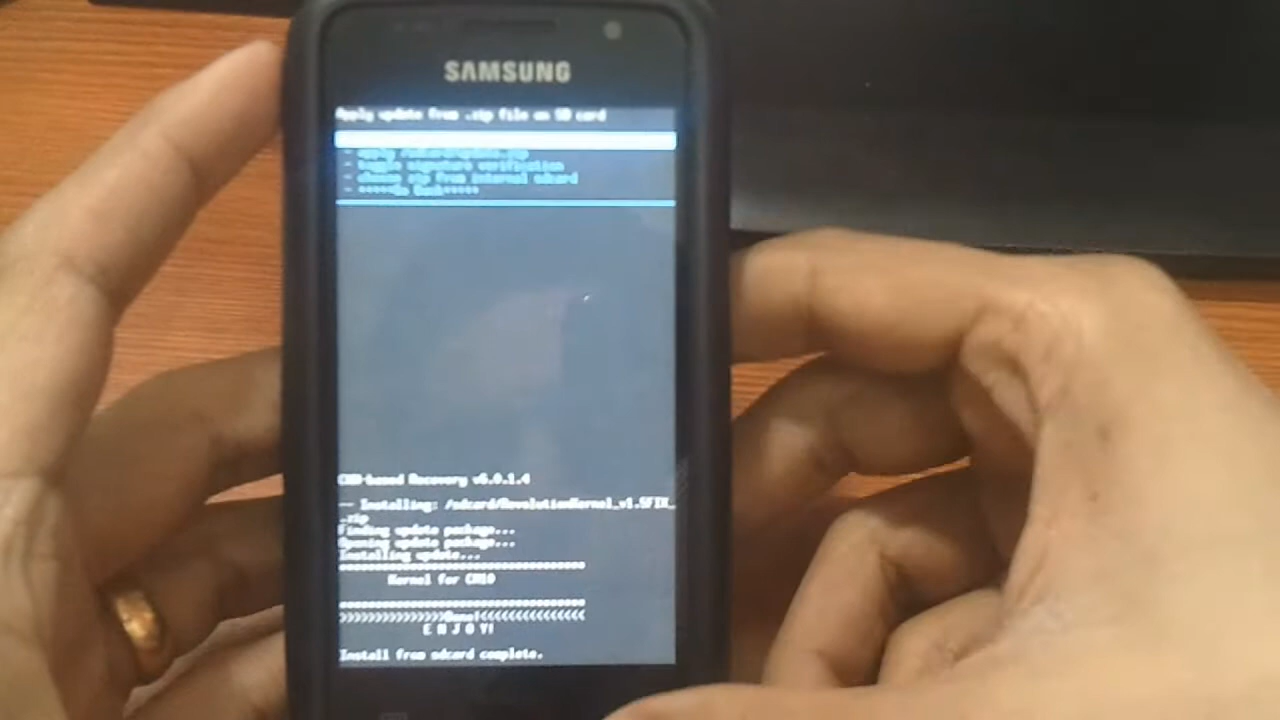 SAMSUNG
Apply update from .zip file on SD card
- apply /sdcard/update.zip
- toggle signature verification
- choose zip from internal sdcard
- *****Go Back*****
CWM-based Recovery v6.0.1.4
-- Installing: /sdcard/RevolutionKernel_v1.5FIX_
.zip
Finding update package...
Opening update package...
Installing update...
Kernel for CM10
>>>>>>>>>>>>>>>>Done!<<<<<<<<<<<<<<<<
E N J O Y!
Install from sdcard complete.